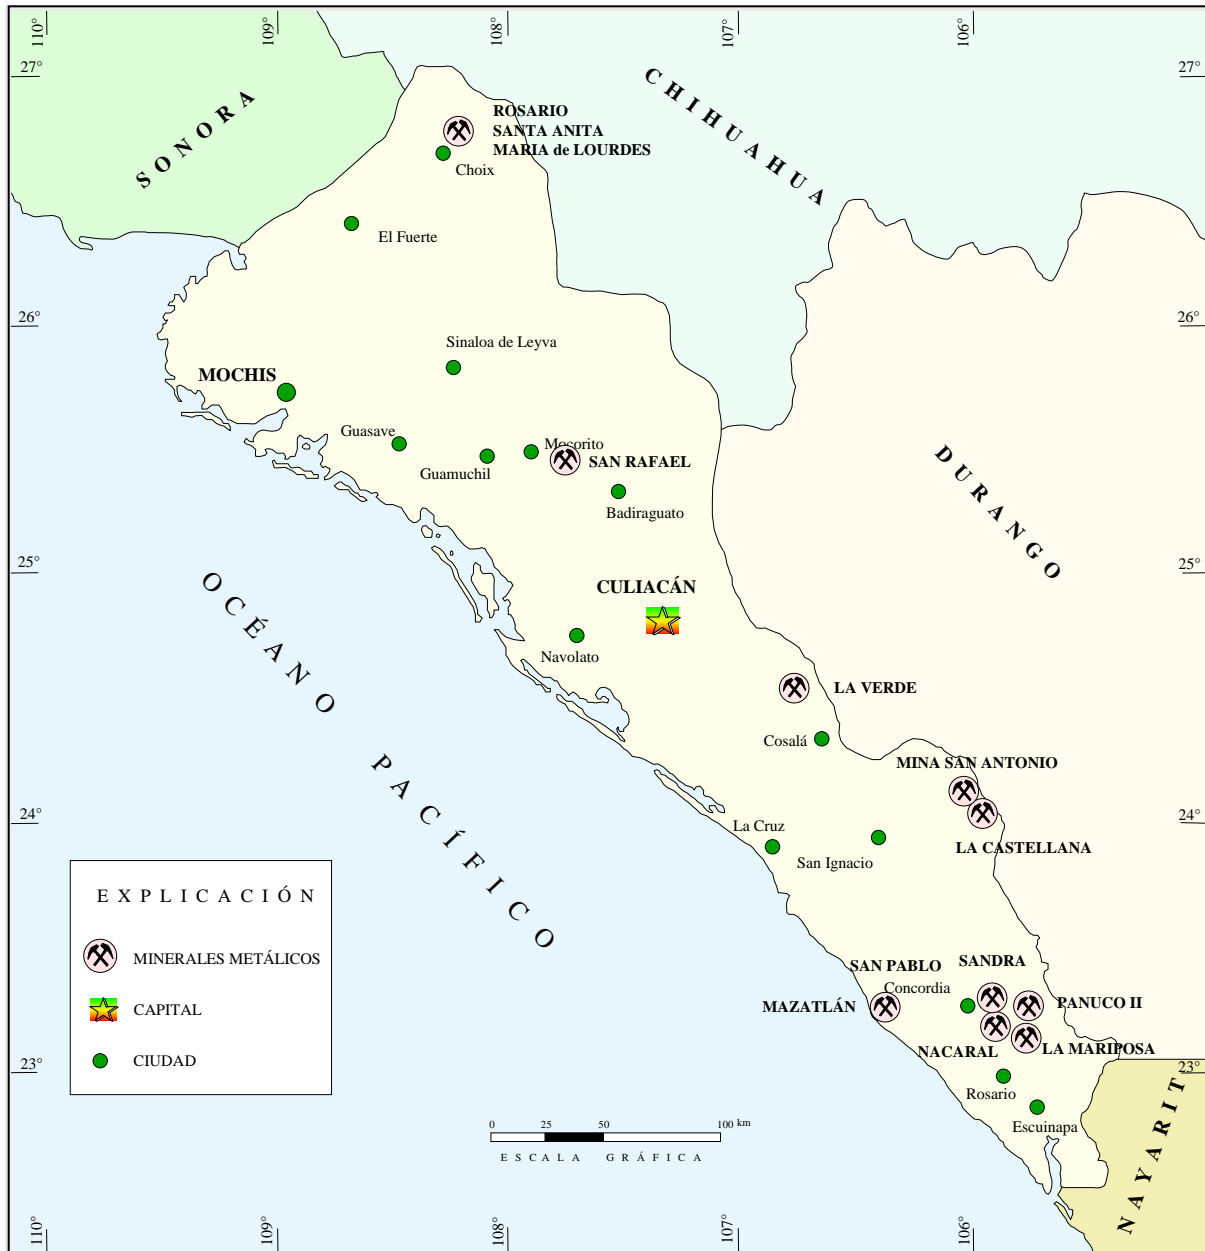 110°
109°
108°
107°
106°
27°
27°
SONORA
CHIHUAHUA
ROSARIO
SANTA ANITA
MARIA de LOURDES
Choix
El Fuerte
26°
26°
Sinaloa de Leyva
MOCHIS
Guasave
Mocorito
Guamuchil
SAN RAFAEL
Badiraguato
DURANGO
25°
25°
CULIACÁN
Navolato
OCÉANO PACÍFICO
LA VERDE
Cosalá
MINA SAN ANTONIO
24°
24°
La Cruz
San Ignacio
LA CASTELLANA
EXPLICACIÓN
MINERALES METÁLICOS
CAPITAL
CIUDAD
SAN PABLO
SANDRA
Concordia
MAZATLÁN
PANUCO II
NACARAL
LA MARIPOSA
23°
23°
Rosario
Escuinapa
NAYARIT
0 25 50 100 km
ESCALA GRÁFICA
110°
109°
108°
107°
106°